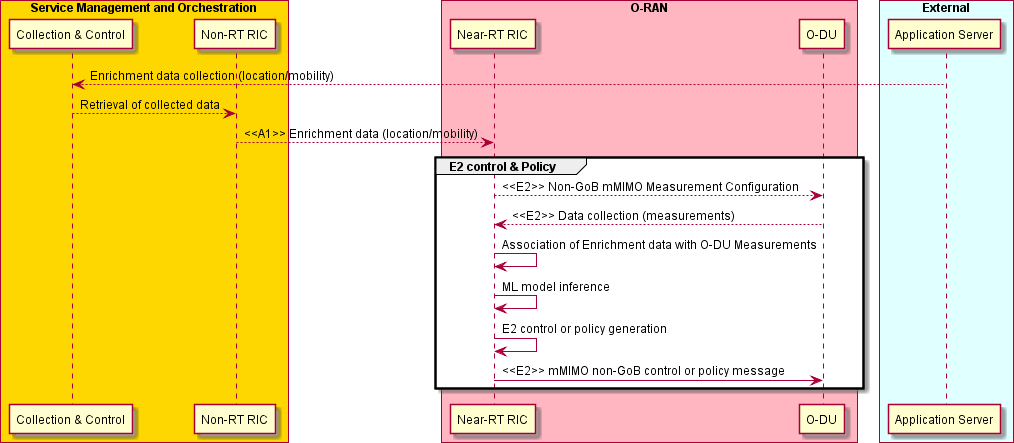 Service Management and Orchestration
O-RAN
External
Collection & Control
Non-RT RIC
Near-RT RIC
O-DU
Application Server
Enrichment data collection (location/mobility)
Retrieval of collected data
<<A1>> Enrichment data (location/mobility)
E2 control & Policy
<<E2>> Non-GoB mMIMO Measurement Configuration
<<E2>> Data collection (measurements)
Association of Enrichment data with O-DU Measurements
ML model inference
E2 control or policy generation
<<E2>> mMIMO non-GoB control or policy message
Collection & Control
Non-RT RIC
Near-RT RIC
O-DU
Application Server